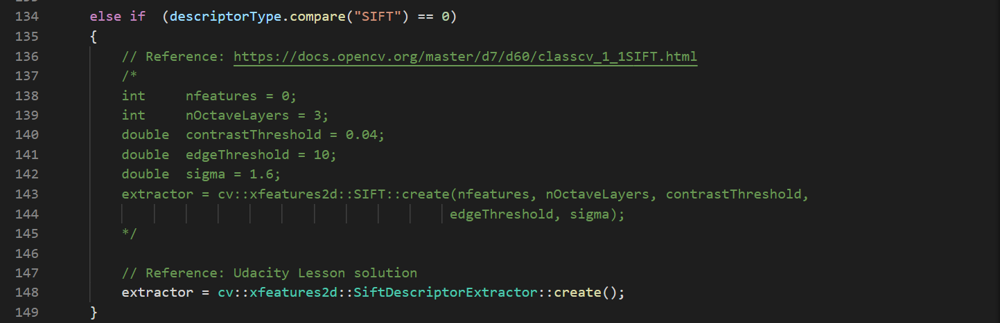 134 else if (descriptorType.compare("SIFT") == 0)
135 {
136 // Reference: https://docs.opencv.org/master/d7/d60/classcv_1_1SIFT.html
137 /*
138 int nfeatures = 0;
139 int nOctaveLayers = 3;
140 double contrastThreshold = 0.04;
141 double edgeThreshold = 10;
142 double sigma = 1.6;
143 extractor = cv::xfeatures2d::SIFT::create(nfeatures, nOctaveLayers, contrastThreshold,
144 edgeThreshold, sigma);
145 */
146
147 // Reference: Udacity Lesson solution
148 extractor = cv::xfeatures2d::SiftDescriptorExtractor::create();
149 }